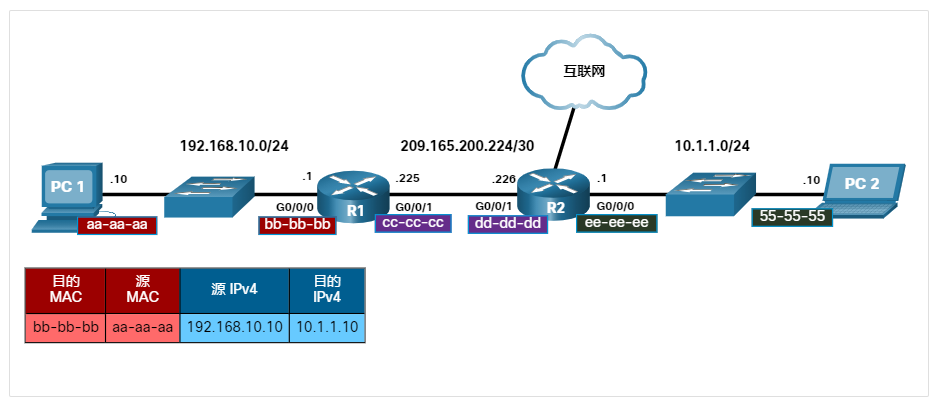 互联网
192.168.10.0/24
209.165.200.224/30
10.1.1.0/24
PC 1
.10
.1
R1
.225
.226
R2
.1
.10
PC 2
G0/0/0
G0/0/1
G0/0/1
G0/0/0
aa-aa-aa
bb-bb-bb
cc-cc-cc
dd-dd-dd
ee-ee-ee
55-55-55
目的
MAC
源
MAC
源 IPv4
目的
IPv4
bb-bb-bb
aa-aa-aa
192.168.10.10
10.1.1.10